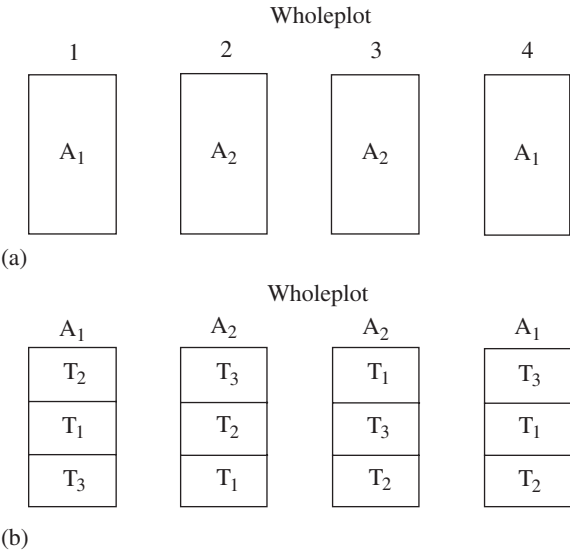 Wholeplot
1 2 3 4
A₁ A₂ A₂ A₁
(a)
Wholeplot
A₁ A₂ A₂ A₁
T₂ T₃ T₁ T₃
T₁ T₂ T₃ T₁
T₃ T₁ T₂ T₂
(b)